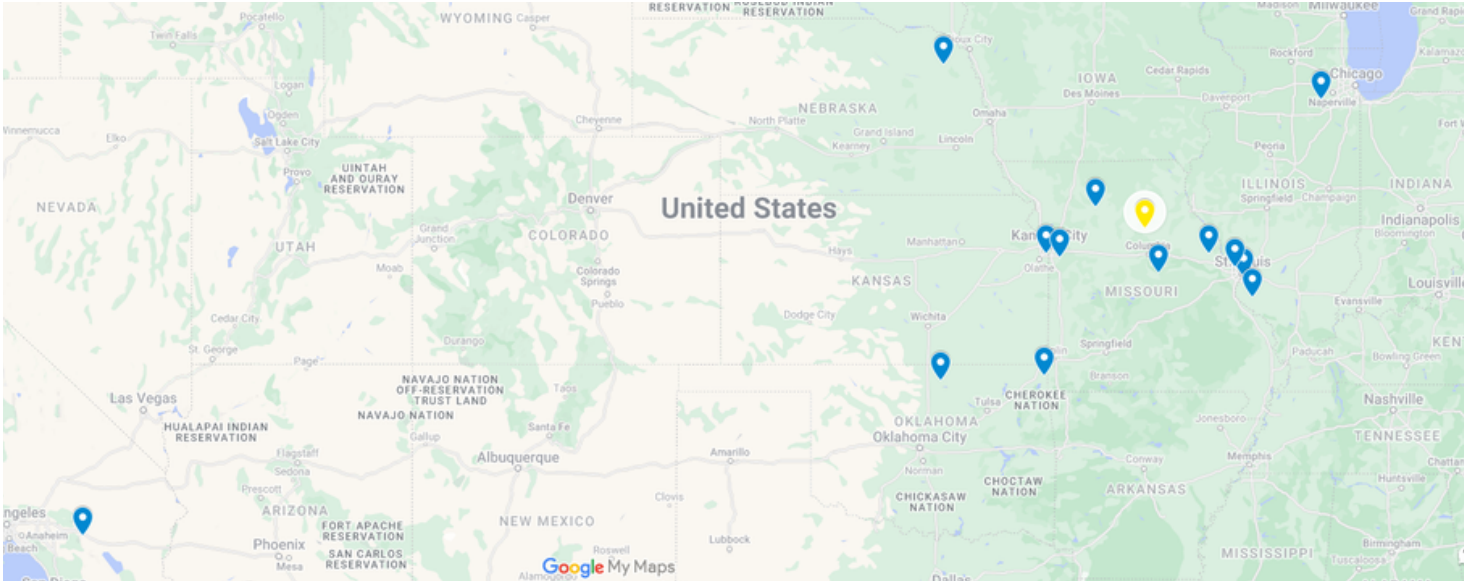 RESERVATION
RESERVATION
Pocatello
WYOMING
Casper
Madison
Milwaukee
Twin Falls
Sioux City
Rockford
Logan
IOWA
Cedar Rapids
Chicago
Ogden
Des Moines
Davenport
Naperville
NEBRASKA
Winnemucca
Elko
Salt Lake City
Cheyenne
North Platte
Omaha
Grand Island
Kearney
Lincoln
Peoria
Provo
UINTAH
AND OURAY
RESERVATION
ILLINOIS
INDIANA
Springfield
Champaign
NEVADA
Denver
United States
Indianapolis
Bloomington
Grand
Junction
COLORADO
UTAH
Hays
Manhattan
City
Moab
Olathe
Colorado
Springs
KANSAS
MISSOURI
Pueblo
Evansville
Dodge City
Wichita
Cedar City
St. George
Page
Durango
Springfield
Paducah
Bowling Green
Las Vegas
NAVAJO NATION
OFF-RESERVATION
TRUST LAND
NAVAJO NATION
Taos
Branson
Tulsa
CHEROKEE
NATION
Nashville
HUALAPAI INDIAN
RESERVATION
Gallup
Santa Fe
OKLAHOMA
Oklahoma City
Jonesboro
TENNESSEE
Flagstaff
Sedona
Albuquerque
Amarillo
Norman
Conway
Memphis
Prescott
Clovis
CHICKASAW
NATION
CHOCTAW
NATION
ARKANSAS
Huntsville
ARIZONA
FORT APACHE
RESERVATION
NEW MEXICO
Anaheim
Beach
Phoenix
Mesa
SAN CARLOS
RESERVATION
Lubbock
Roswell
Birmingham
MISSISSIPPI
Tuscaloosa
Google My Maps
Dallas